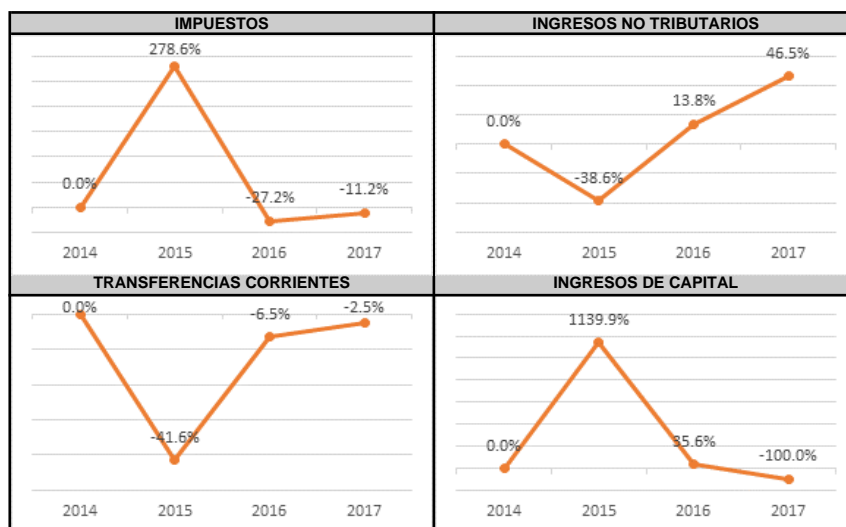 IMPUESTOS
278.6%
0.0%
-27.2%
-11.2%
2014 2015 2016 2017
INGRESOS NO TRIBUTARIOS
46.5%
13.8%
0.0%
-38.6%
2014 2015 2016 2017
TRANSFERENCIAS CORRIENTES
0.0%
-6.5%
-2.5%
-41.6%
2014 2015 2016 2017
INGRESOS DE CAPITAL
1139.9%
0.0%
35.6%
-100.0%
2014 2015 2016 2017